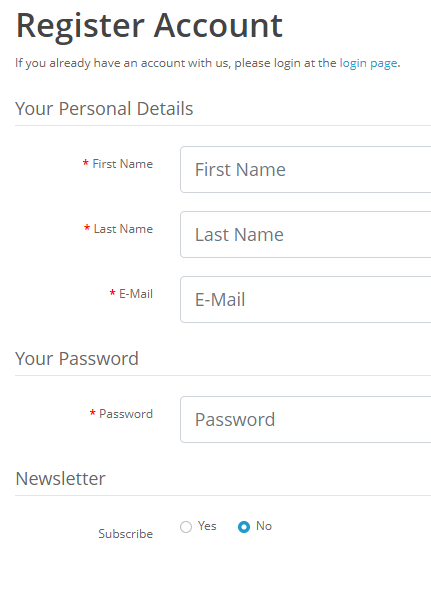 Register Account
If you already have an account with us, please login at the login page.
Your Personal Details
* First Name
First Name
* Last Name
Last Name
* E-Mail
E-Mail
Your Password
* Password
Password
Newsletter
Subscribe
Yes No